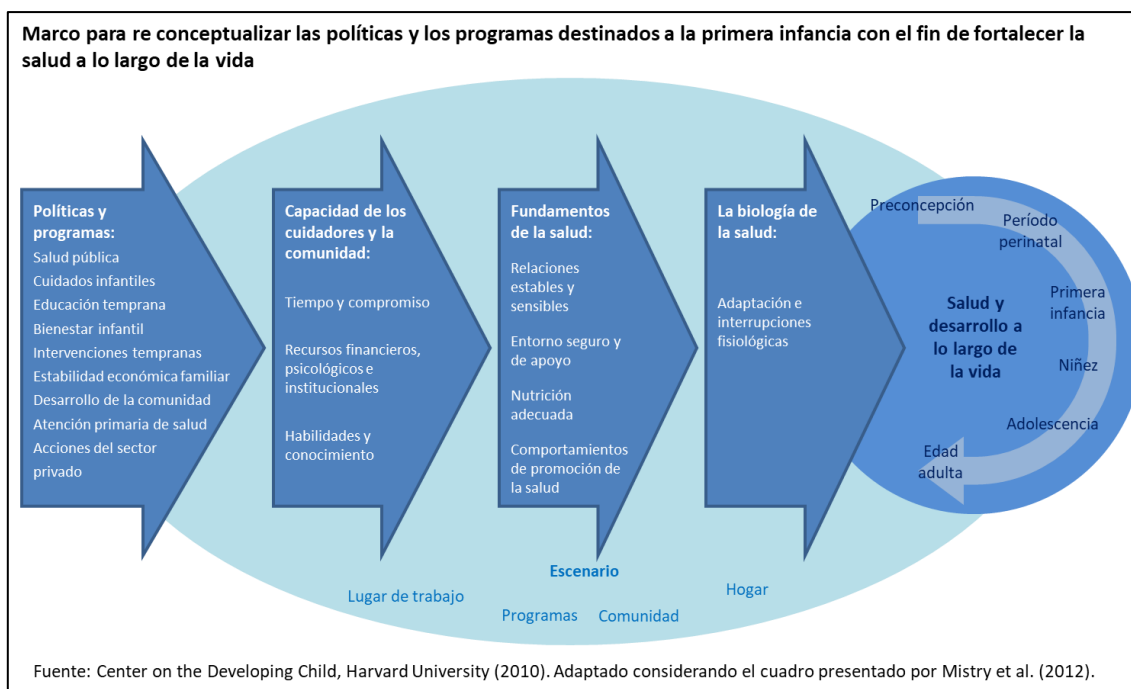 Marco para re conceptualizar las políticas y los programas destinados a la primera infancia con el fin de fortalecer la
salud a lo largo de la vida
Políticas y
programas:
Salud pública
Cuidados infantiles
Educación temprana
Bienestar infantil
Intervenciones tempranas
Estabilidad económica familiar
Desarrollo de la comunidad
Atención primaria de salud
Acciones del sector
privado
Capacidad de los
cuidadores y la
comunidad:
Tiempo y compromiso
Recursos financieros,
psicológicos e
institucionales
Habilidades y
conocimiento
Fundamentos
de la salud:
Relaciones
estables y
sensibles
Entorno seguro y
de apoyo
Nutrición
adecuada
Comportamientos
de promoción de
la salud
La biología de
la salud:
Adaptación e
interrupciones
fisiológicas
Salud y
desarrollo a
lo largo de
la vida
Preconcepción
Período
perinatal
Primera
infancia
Niñez
Adolescencia
Edad
adulta
Escenario
Lugar de trabajo
Programas
Comunidad
Hogar
Fuente: Center on the Developing Child, Harvard University (2010). Adaptado considerando el cuadro presentado por Mistry et al. (2012).